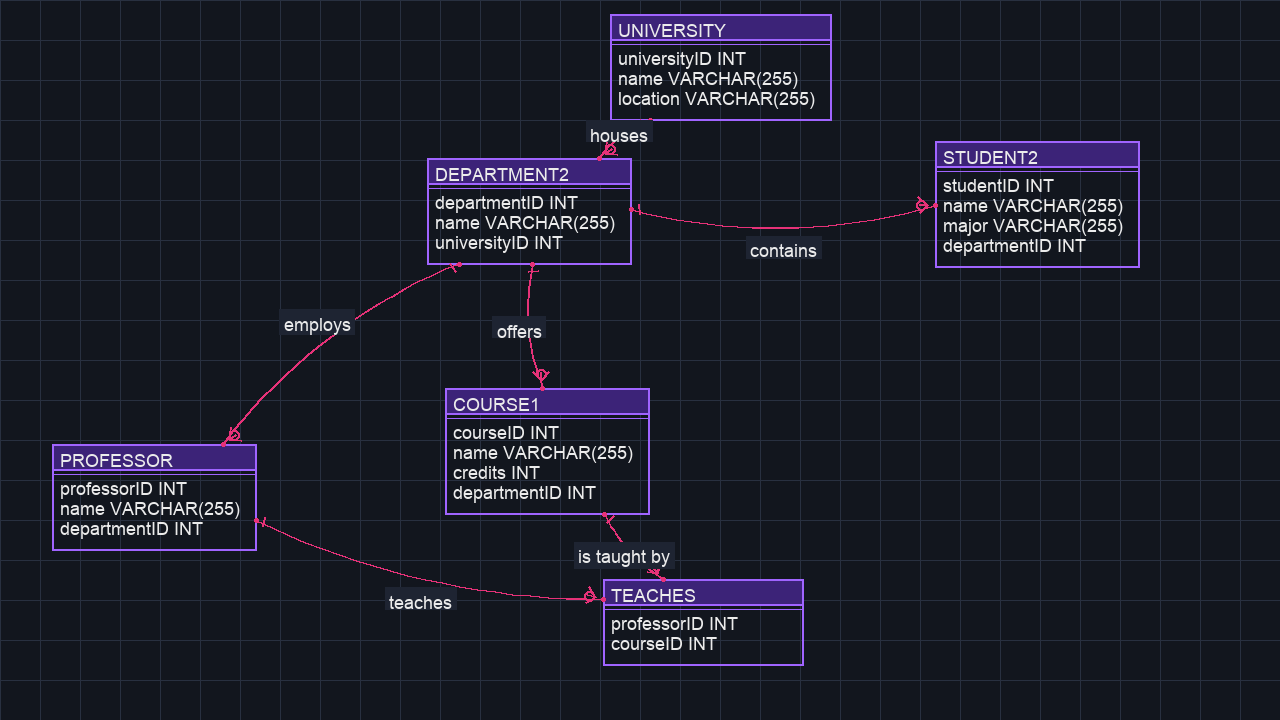 UNIVERSITY
universityID INT
name VARCHAR(255)
location VARCHAR(255)
houses
DEPARTMENT2
departmentID INT
name VARCHAR(255)
universityID INT
STUDENT2
studentID INT
name VARCHAR(255)
major VARCHAR(255)
departmentID INT
contains
employs
offers
COURSE1
courseID INT
name VARCHAR(255)
credits INT
departmentID INT
PROFESSOR
professorID INT
name VARCHAR(255)
departmentID INT
is taught by
teaches
TEACHES
professorID INT
courseID INT